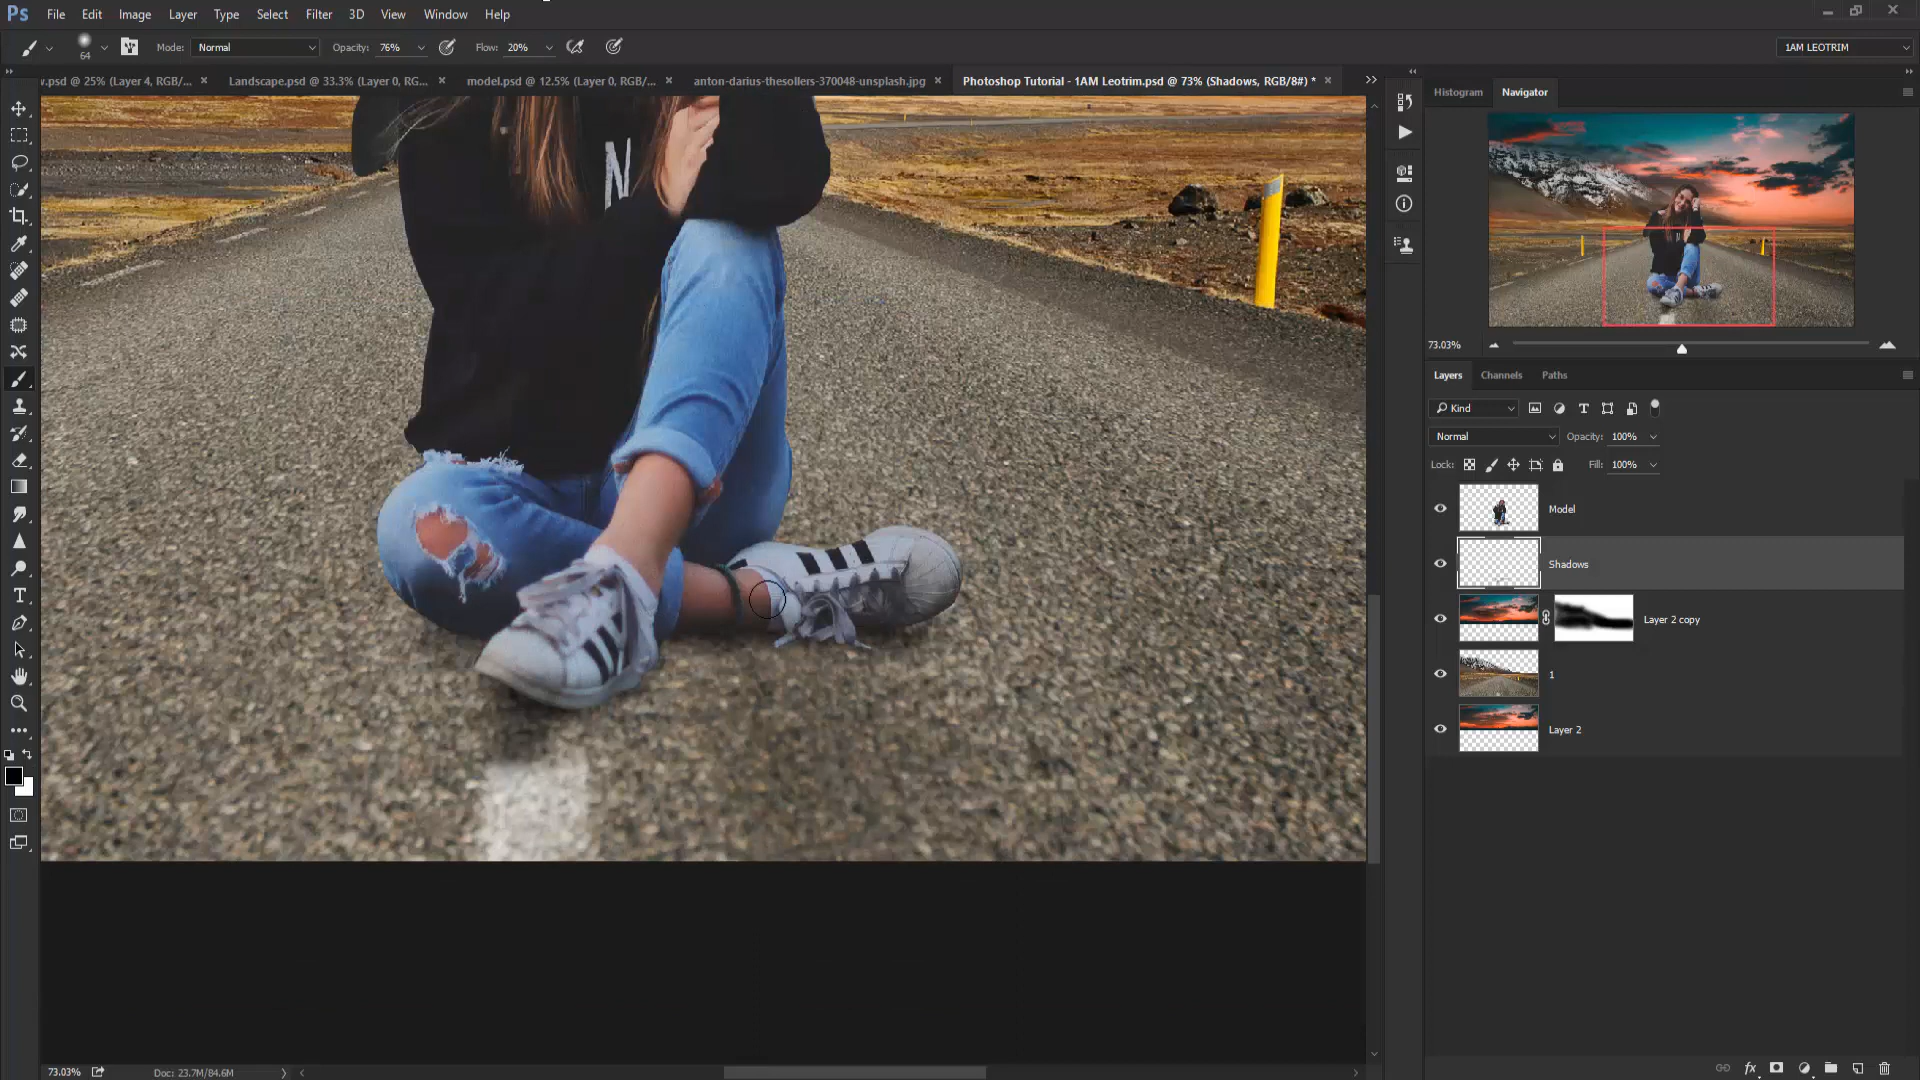 Ps File Edit Image Layer Type Select Filter 3D View Window Help
64 Mode: Normal Opacity: 76% Flow: 20% 1AM LEOTRIM
v.psd @ 25% (Layer 4, RGB/... × Landscape.psd @ 33.3% (Layer 0, RG... × model.psd @ 12.5% (Layer 0, RGB/... × anton-darius-thesollers-370048-unsplash.jpg × Photoshop Tutorial - 1AM Leotrim.psd @ 73% (Shadows, RGB/8#) * ×
Histogram Navigator
N
73.03%
Layers Channels Paths
Kind
Normal Opacity: 100%
Lock: Fill: 100%
Model
Shadows
Layer 2 copy
1
Layer 2
73.03% Doc: 23.7M/84.6M
fx